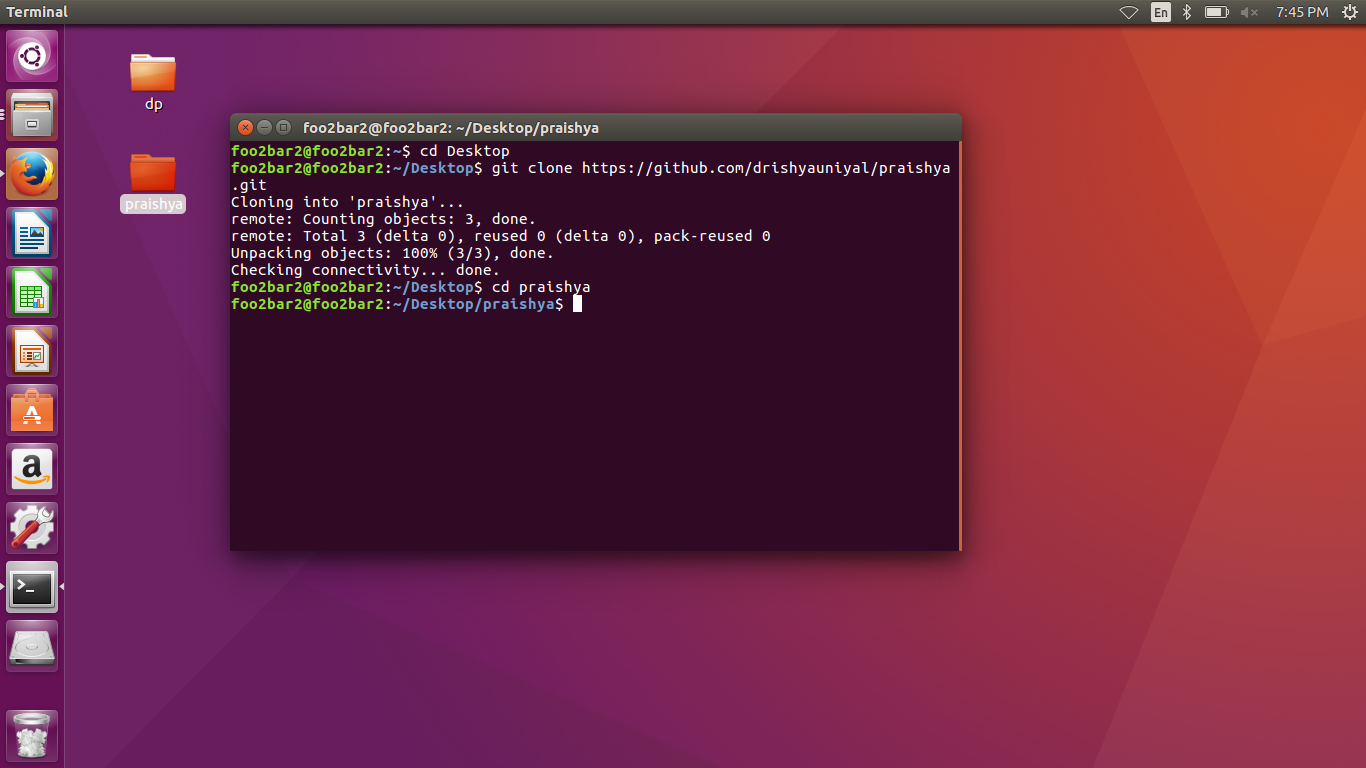 Terminal
En
7:45 PM
dp
praishya
foo2bar2@foo2bar2: ~/Desktop/praishya
foo2bar2@foo2bar2:~$ cd Desktop
foo2bar2@foo2bar2:~/Desktop$ git clone https://github.com/drishyauniyal/praishya
.git
Cloning into 'praishya'...
remote: Counting objects: 3, done.
remote: Total 3 (delta 0), reused 0 (delta 0), pack-reused 0
Unpacking objects: 100% (3/3), done.
Checking connectivity... done.
foo2bar2@foo2bar2:~/Desktop$ cd praishya
foo2bar2@foo2bar2:~/Desktop/praishya$